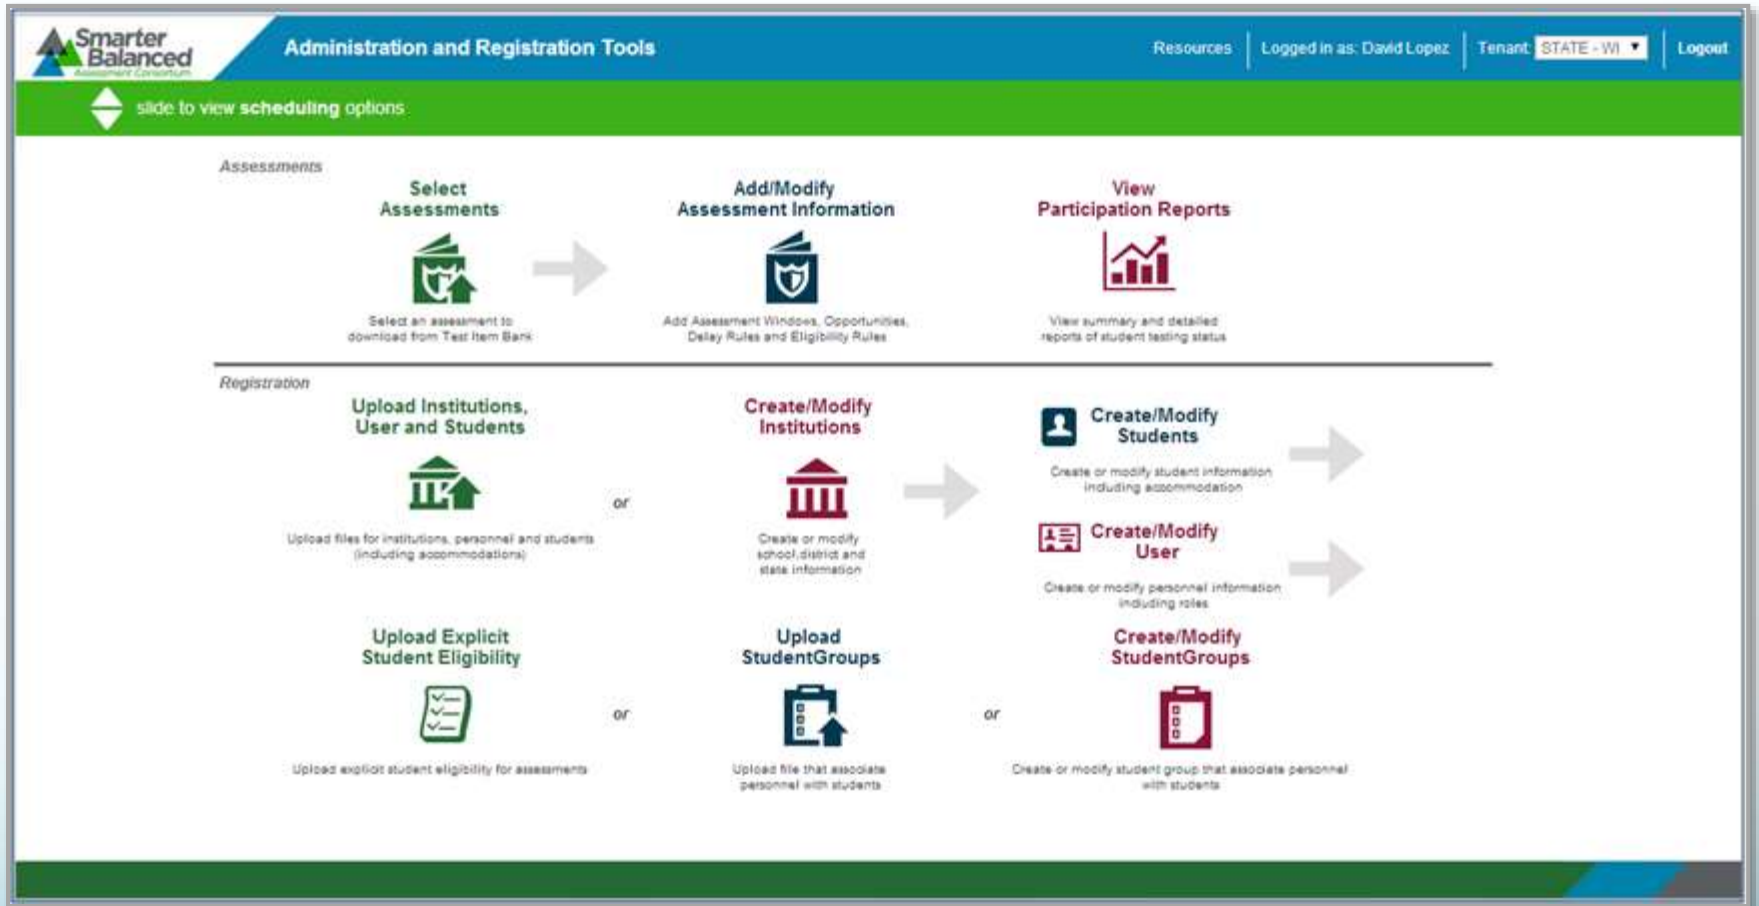 Smarter
Balanced
Assessment Consortium
Administration and Registration Tools
Resources
Logged in as: David Lopez
Tenant: STATE - WI
Logout
slide to view scheduling options
Assessments
Select
Assessments
Select an assessment to
download from Test Item Bank
Add/Modify
Assessment Information
Add Assessment Windows, Opportunities,
Delay Rules and Eligibility Rules
View
Participation Reports
View summary and detailed
reports of student testing status
Registration
Upload Institutions,
User and Students
Upload files for institutions, personnel and students
(including accommodations)
or
Create/Modify
Institutions
Create or modify
school,district and
state information
Create/Modify
Students
Create or modify student information
including accommodation
Create/Modify
User
Create or modify personnel information
including roles
Upload Explicit
Student Eligibility
Upload explicit student eligibility for assessments
or
Upload
StudentGroups
Upload file that associate
personnel with students
or
Create/Modify
StudentGroups
Create or modify student group that associate personnel
with students